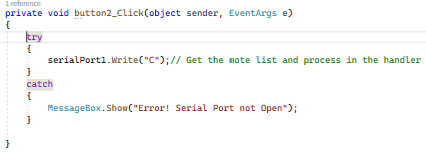 1 reference
private void button2_Click(object sender, EventArgs e)
{
try
{
serialPort1.Write("C");// Get the mote list and process in the handler
}
catch
{
MessageBox.Show("Error! Serial Port not Open");
}
}